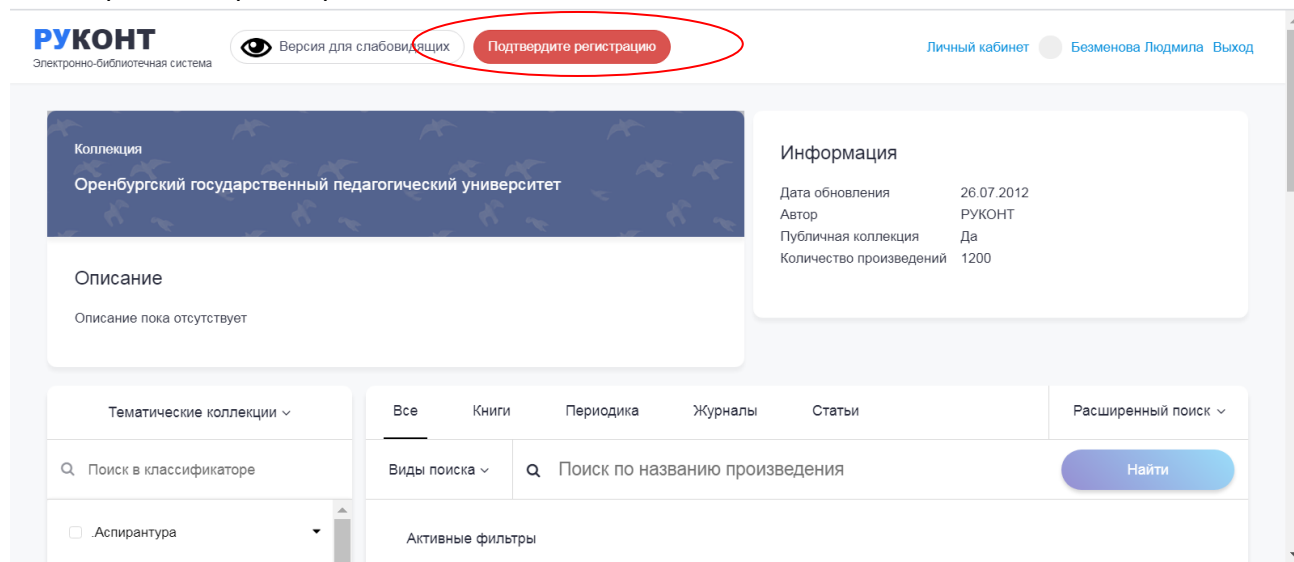 РУКОНТ
Электронно-библиотечная система
Версия для слабовидящих
Подтвердите регистрацию
Личный кабинет
Безменова Людмила Выход
Коллекция
Оренбургский государственный педагогический университет
Описание
Описание пока отсутствует
Информация
Дата обновления 26.07.2012
Автор РУКОНТ
Публичная коллекция Да
Количество произведений 1200
Тематические коллекции
Поиск в классификаторе
.Аспирантура
Все Книги Периодика Журналы Статьи Расширенный поиск
Виды поиска Поиск по названию произведения Найти
Активные фильтры